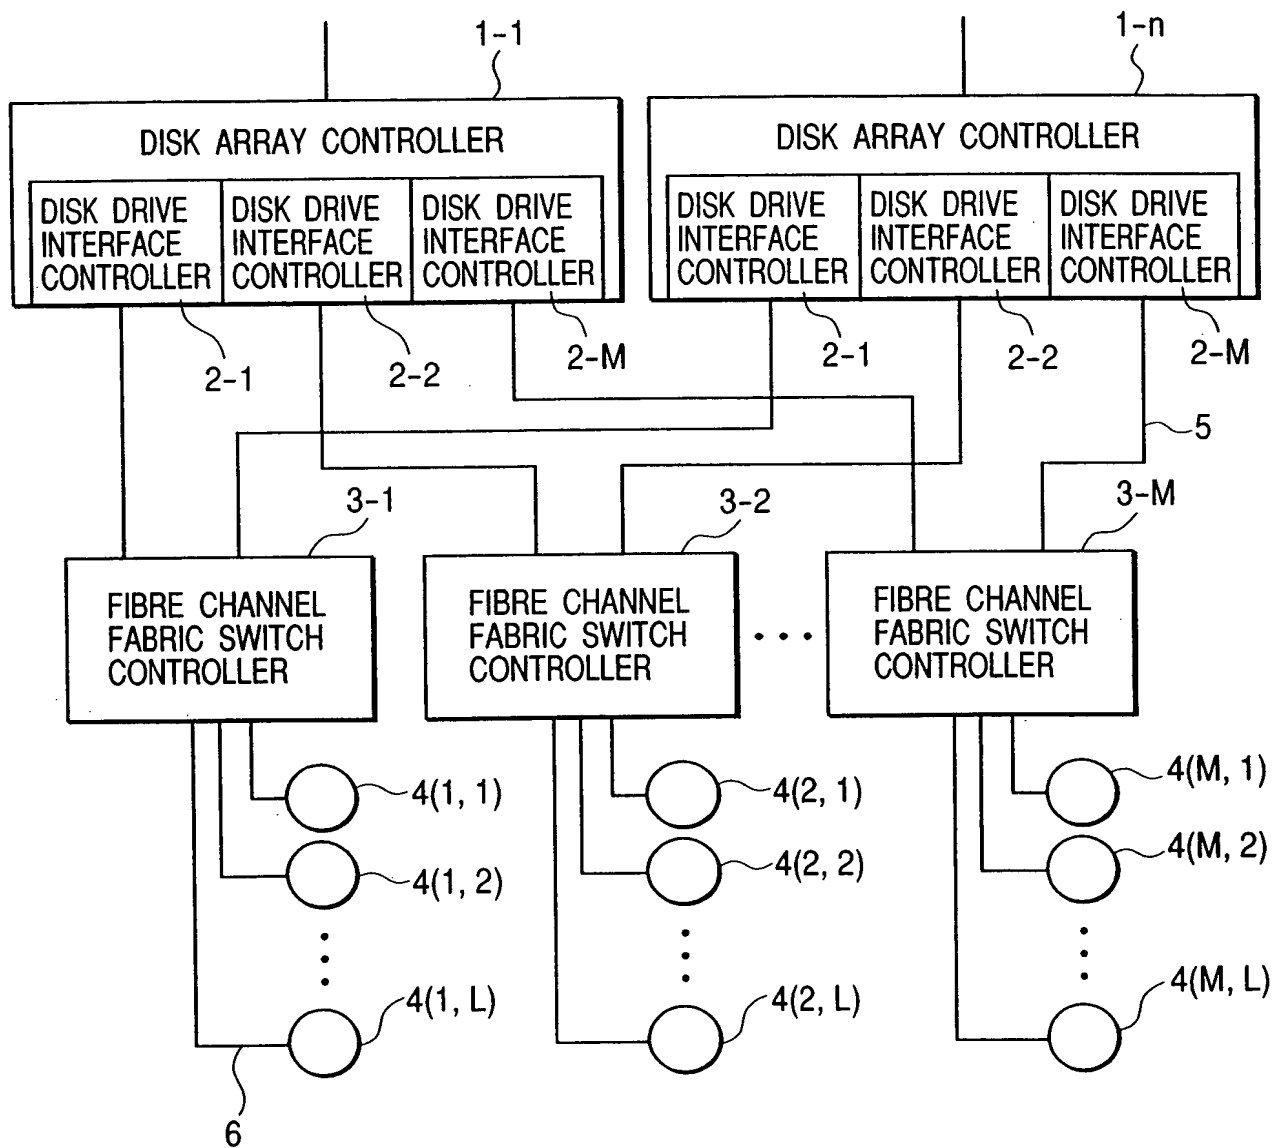 1-1
1-n
DISK ARRAY CONTROLLER
DISK ARRAY CONTROLLER
DISK DRIVE
INTERFACE
CONTROLLER
DISK DRIVE
INTERFACE
CONTROLLER
DISK DRIVE
INTERFACE
CONTROLLER
DISK DRIVE
INTERFACE
CONTROLLER
DISK DRIVE
INTERFACE
CONTROLLER
DISK DRIVE
INTERFACE
CONTROLLER
2-1
2-2
2-M
2-1
2-2
2-M
5
3-1
3-2
3-M
FIBRE CHANNEL
FABRIC SWITCH
CONTROLLER
FIBRE CHANNEL
FABRIC SWITCH
CONTROLLER
• • •
FIBRE CHANNEL
FABRIC SWITCH
CONTROLLER
4(1, 1)
4(2, 1)
4(M, 1)
4(1, 2)
4(2, 2)
4(M, 2)
4(1, L)
4(2, L)
4(M, L)
6